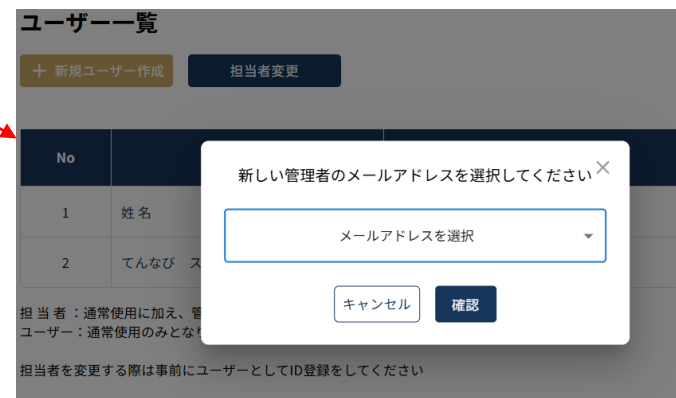 ユーザー一覧
＋ 新規ユーザー作成 担当者変更
No
新しい管理者のメールアドレスを選択してください ×
1 姓 名
メールアドレスを選択
2 てんなび ス
キャンセル 確認
担 当 者 ：通常使用に加え、管
ユーザー：通常使用のみとな
担当者を変更する際は事前にユーザーとしてID登録をしてください